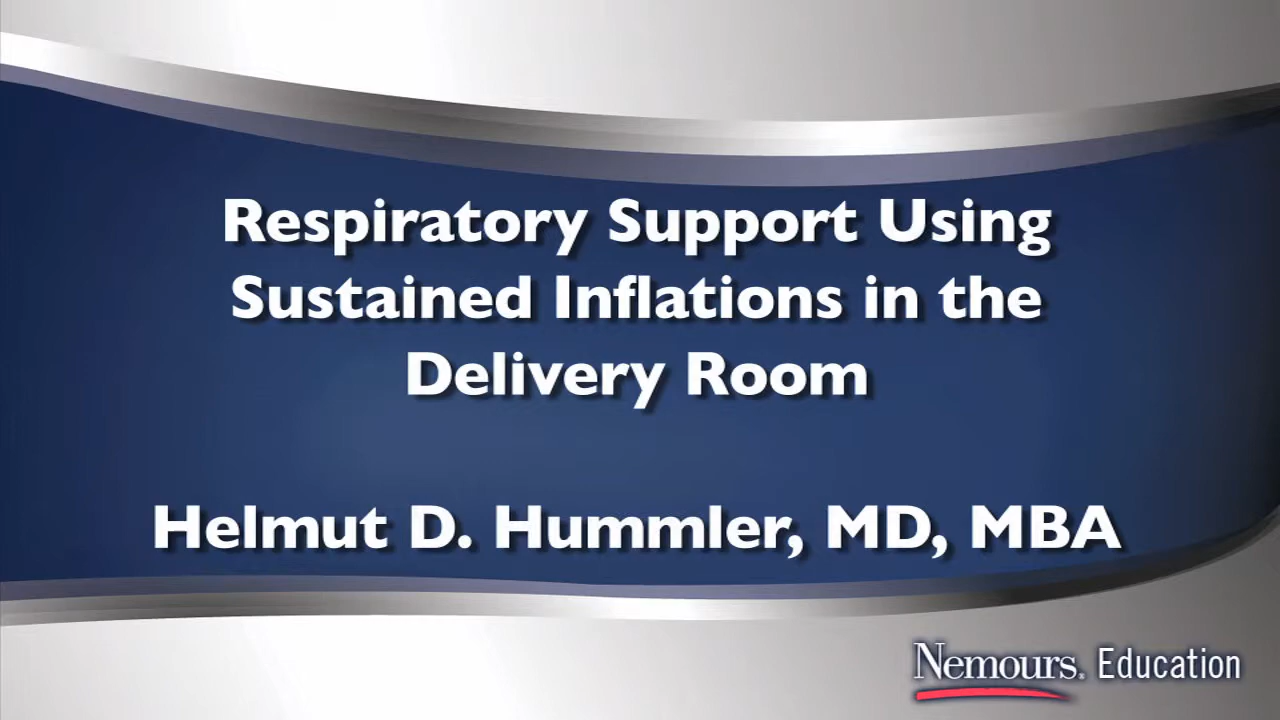 Respiratory Support Using
Sustained Inflations in the
Delivery Room
Helmut D. Hummler, MD, MBA
Nemours. Education